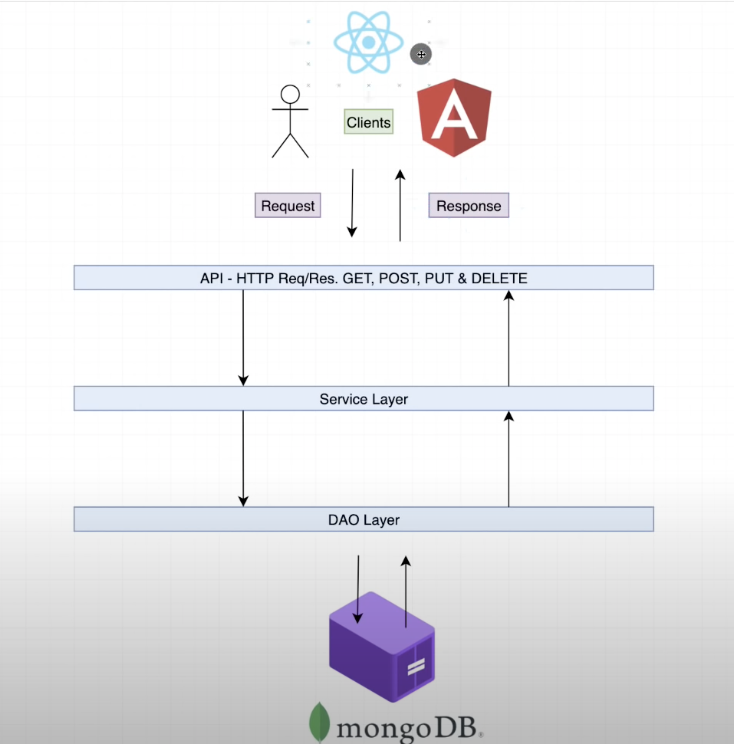 A
Clients
Request
Response
API - HTTP Req/Res. GET, POST, PUT & DELETE
Service Layer
DAO Layer
mongoDB.